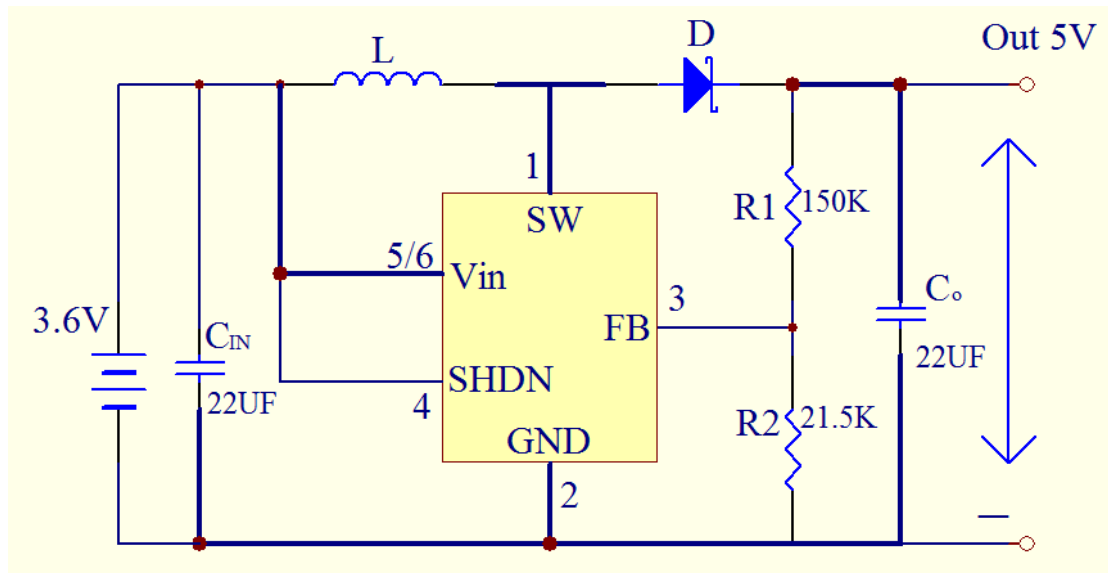 L
D
Out 5V
1
SW
R1
150K
5/6
Vin
3
FB
Co
22UF
3.6V
CIN
22UF
SHDN
4
R2
21.5K
GND
2
—